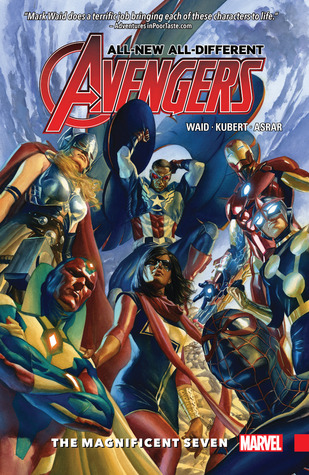 "Mark Waid does a terrific job bringing each of these characters to life."
—AdventuresinPoorTaste.com
ALL-NEW ALL-DIFFERENT
AVENGERS
WAID · KUBERT · ASRAR
THE MAGNIFICENT SEVEN
MARVEL